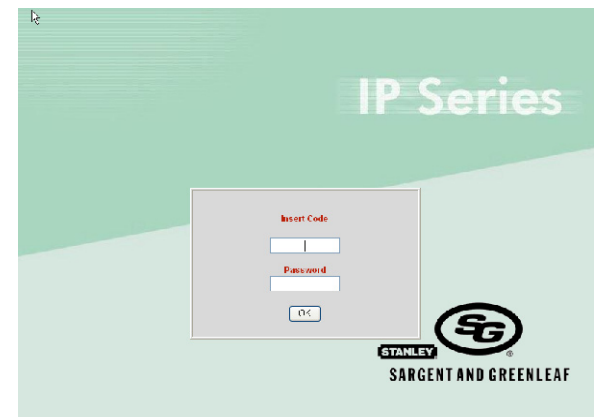 IP Series
Insert Code
Password
OK
SG
STANLEY
®
SARGENT AND GREENLEAF